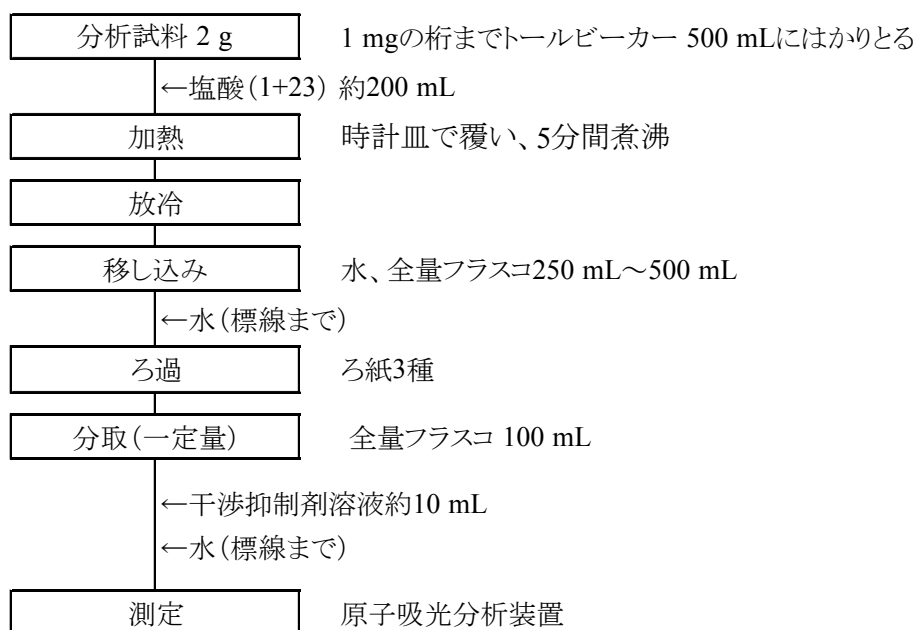 分析試料 2 g　1 mgの桁までトールビーカー 500 mLにはかりとる
←塩酸(1+23) 約200 mL
加熱　時計皿で覆い、5分間煮沸
放冷
移し込み　水、全量フラスコ250 mL～500 mL
←水(標線まで)
ろ過　ろ紙3種
分取(一定量)　全量フラスコ 100 mL
←干渉抑制剤溶液約10 mL
←水(標線まで)
測定　原子吸光分析装置